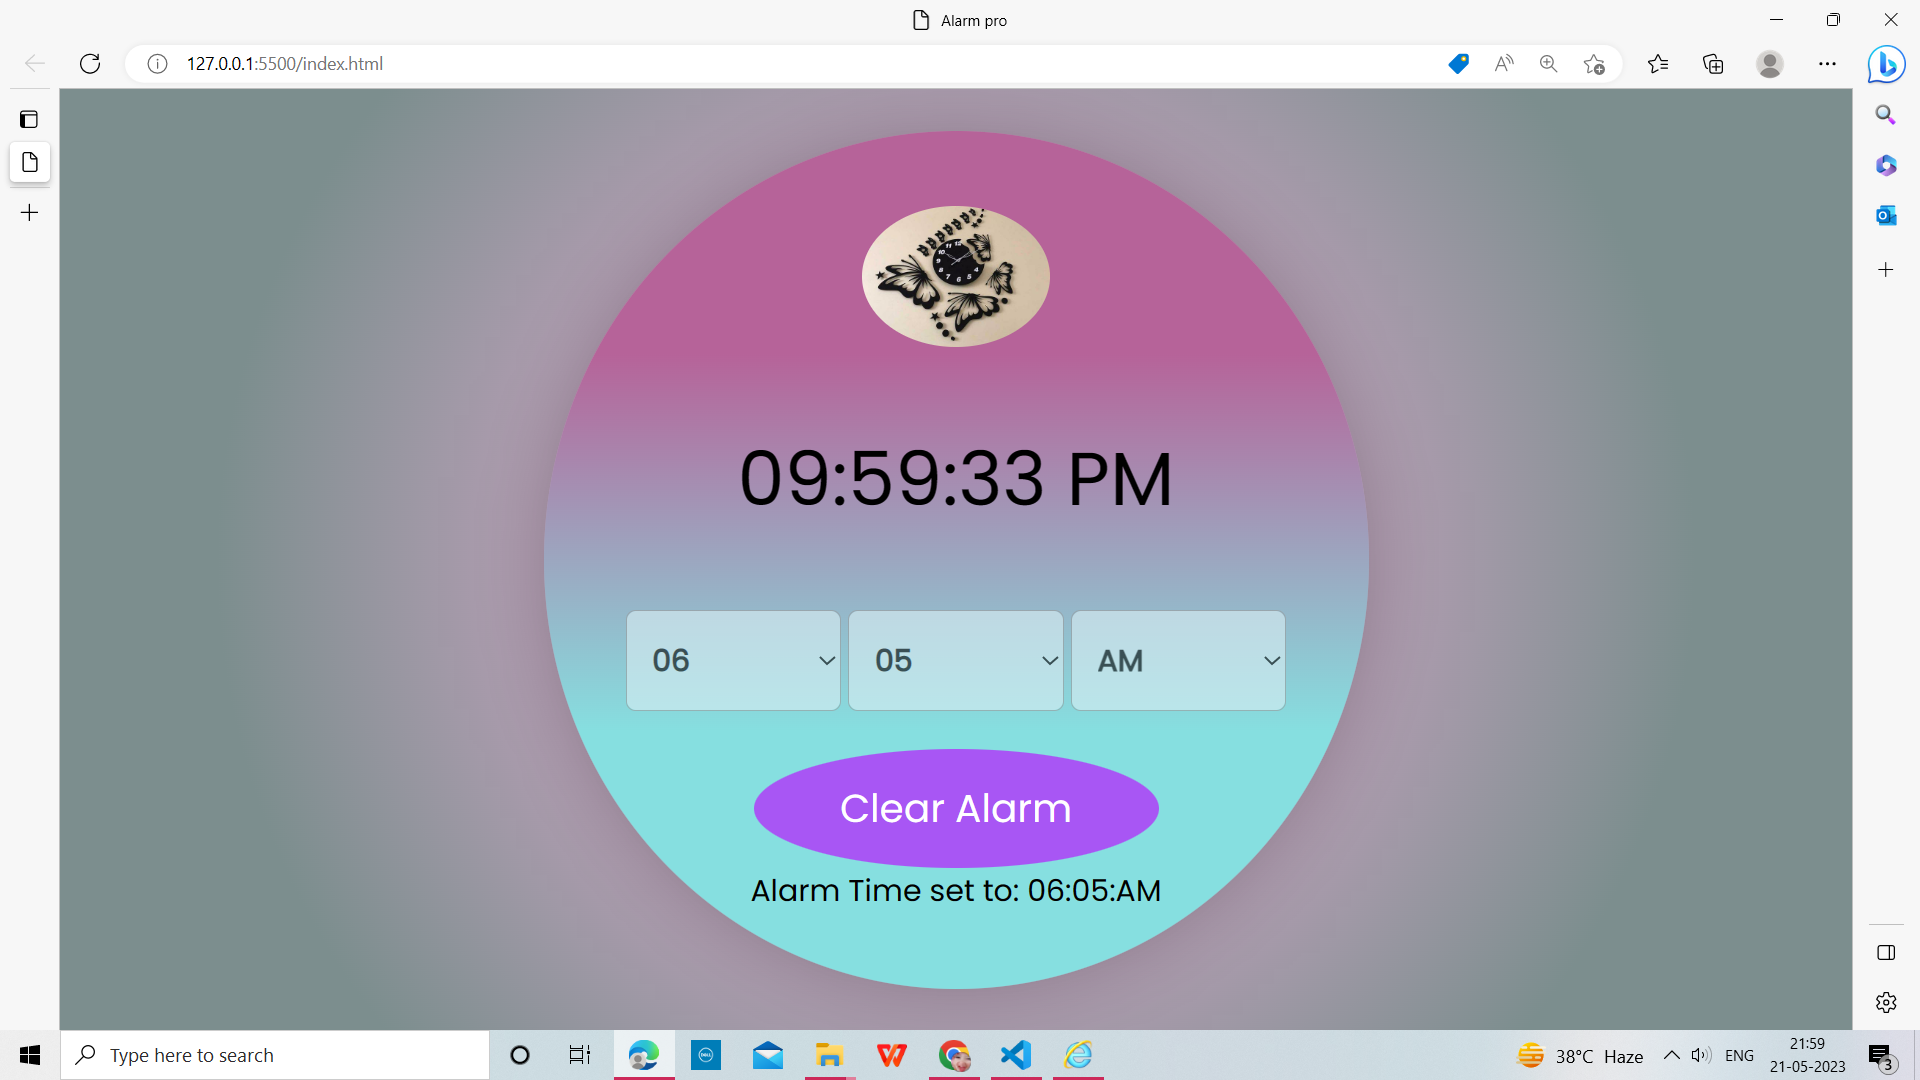 Alarm pro
127.0.0.1:5500/index.html
09:59:33 PM
06 05 AM
Clear Alarm
Alarm Time set to: 06:05:AM
Type here to search
38°C Haze
ENG
21:59
21-05-2023
3